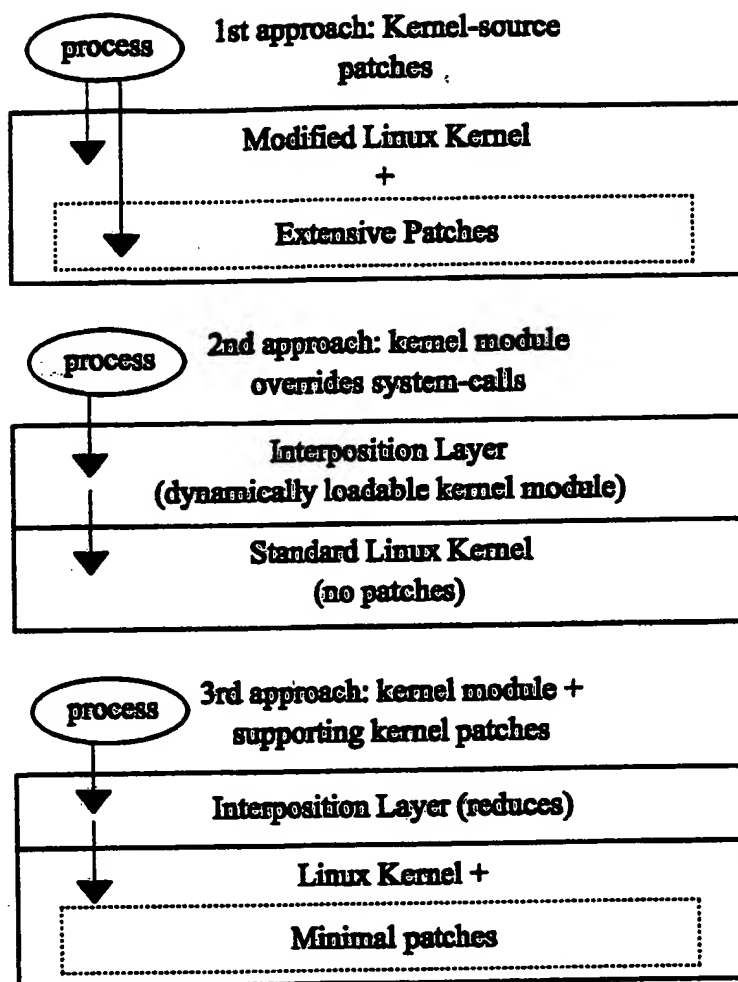 process
1st approach: Kernel-source
patches
Modified Linux Kernel
+
Extensive Patches
process
2nd approach: kernel module
overrides system-calls
Interposition Layer
(dynamically loadable kernel module)
Standard Linux Kernel
(no patches)
process
3rd approach: kernel module +
supporting kernel patches
Interposition Layer (reduces)
Linux Kernel +
Minimal patches